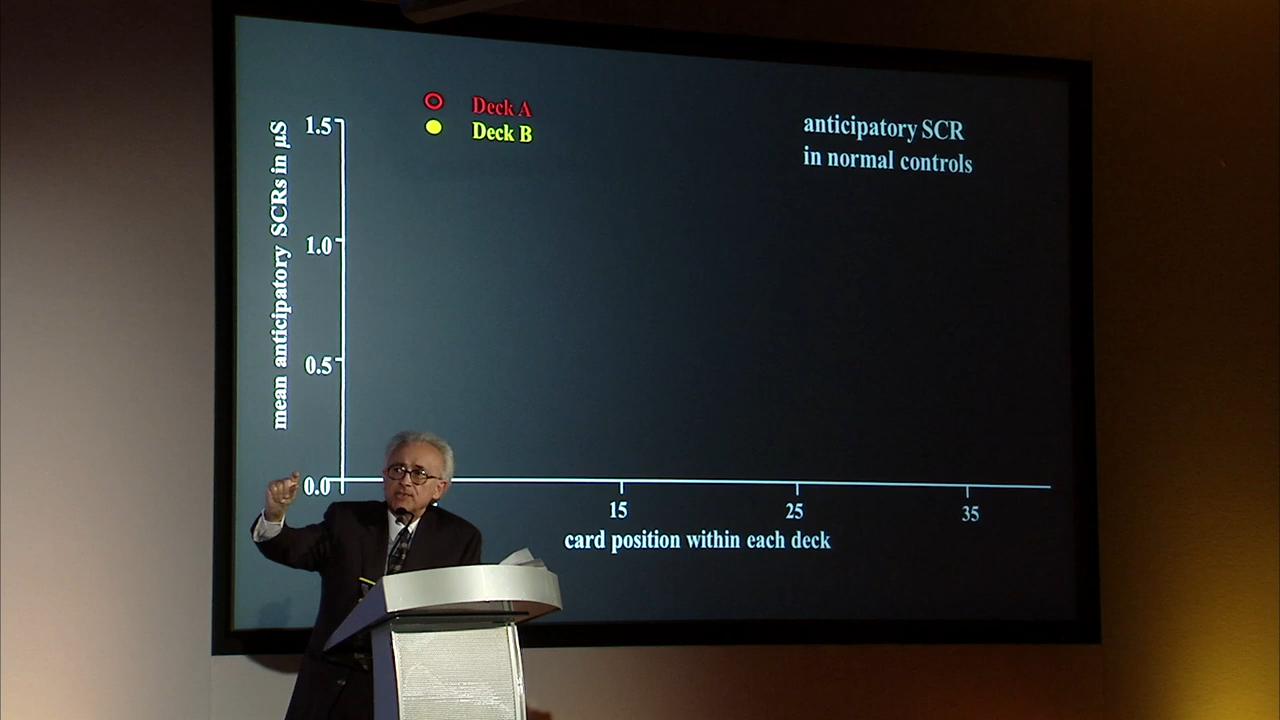 Deck A
Deck B
anticipatory SCR
in normal controls
mean anticipatory SCRs in µS
1.5
1.0
0.5
0.0
15
25
35
card position within each deck